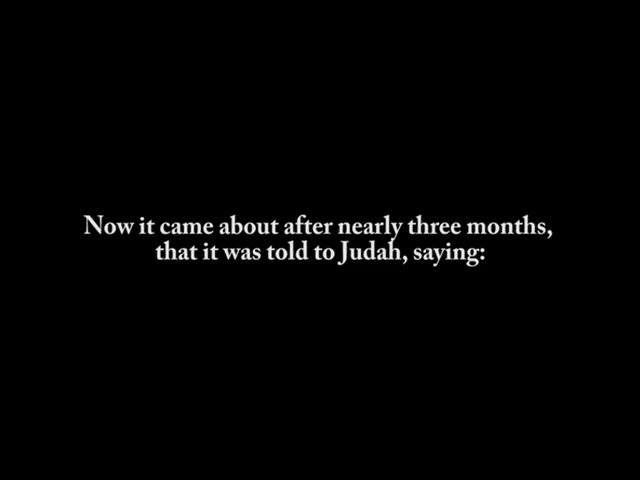 Now it came about after nearly three months,
that it was told to Judah, saying: